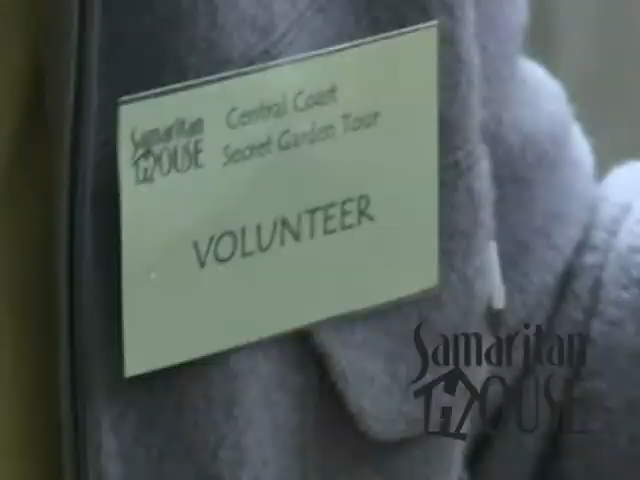 Samaritan
HOUSE
Central Coast
Secret Garden Tour
VOLUNTEER
Samaritan
HOUSE